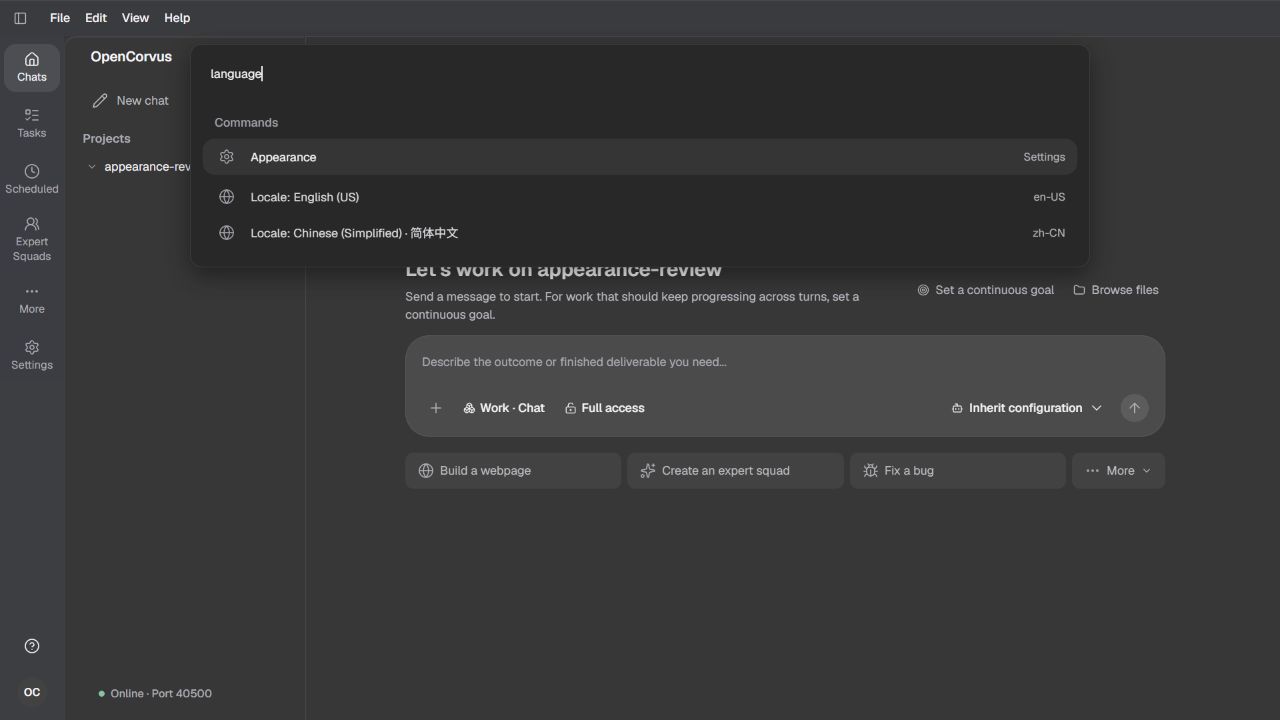 File Edit View Help
Chats
Tasks
Scheduled
Expert
Squads
More
Settings
OC
OpenCorvus
New chat
Projects
appearance-rev
Online · Port 40500
language
Commands
Appearance Settings
Locale: English (US) en-US
Locale: Chinese (Simplified) · 简体中文 zh-CN
Let's work on appearance-review
Send a message to start. For work that should keep progressing across turns, set a
continuous goal.
Set a continuous goal Browse files
Describe the outcome or finished deliverable you need...
Work · Chat Full access Inherit configuration
Build a webpage Create an expert squad Fix a bug More